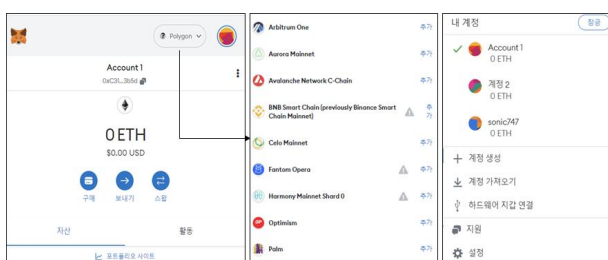 Polygon
Account 1
0xC31...3b5d
0 ETH
$0.00 USD
구매
보내기
스왑
자산
활동
포트폴리오 사이트
Arbitrum One
추가
Aurora Mainnet
추가
Avalanche Network C-Chain
추가
BNB Smart Chain (previously Binance Smart
Chain Mainnet)
추
가
Celo Mainnet
추가
Fantom Opera
추가
Harmony Mainnet Shard 0
추가
OP
Optimism
추가
Palm
추가
내 계정
잠금
Account 1
0 ETH
계정 2
0 ETH
sonic747
0 ETH
계정 생성
계정 가져오기
하드웨어 지갑 연결
지원
설정